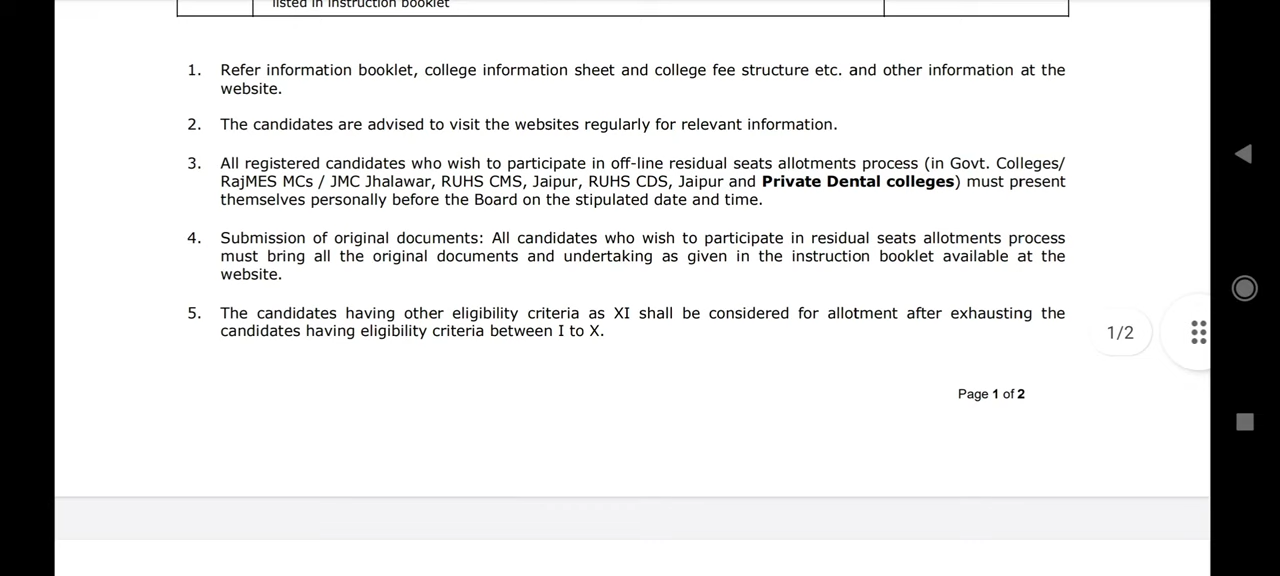 listed in instruction booklet
1. Refer information booklet, college information sheet and college fee structure etc. and other information at the
website.
2. The candidates are advised to visit the websites regularly for relevant information.
3. All registered candidates who wish to participate in off-line residual seats allotments process (in Govt. Colleges/
RajMES MCs / JMC Jhalawar, RUHS CMS, Jaipur, RUHS CDS, Jaipur and Private Dental colleges) must present
themselves personally before the Board on the stipulated date and time.
4. Submission of original documents: All candidates who wish to participate in residual seats allotments process
must bring all the original documents and undertaking as given in the instruction booklet available at the
website.
5. The candidates having other eligibility criteria as XI shall be considered for allotment after exhausting the
candidates having eligibility criteria between I to X.
1/2
Page 1 of 2